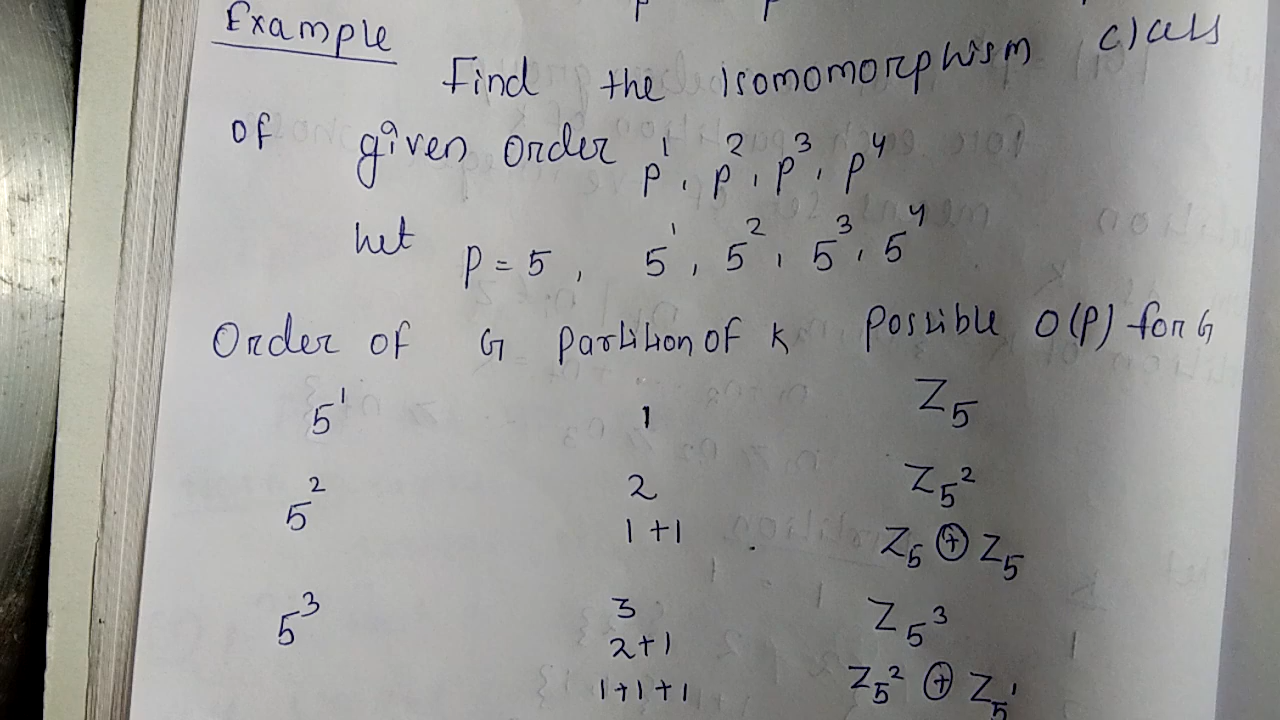 Example
Find the isomomorphism class
of given order p¹, p², p³, p⁴
Let p = 5, 5¹, 5², 5³, 5⁴
Order of G Partition of K Possible O(P) for G
5¹ 1 Z₅
5² 2 Z₅²
1+1 Z₅ ⊕ Z₅
5³ 3 Z₅³
2+1
1+1+1 Z₅² ⊕ Z₅¹